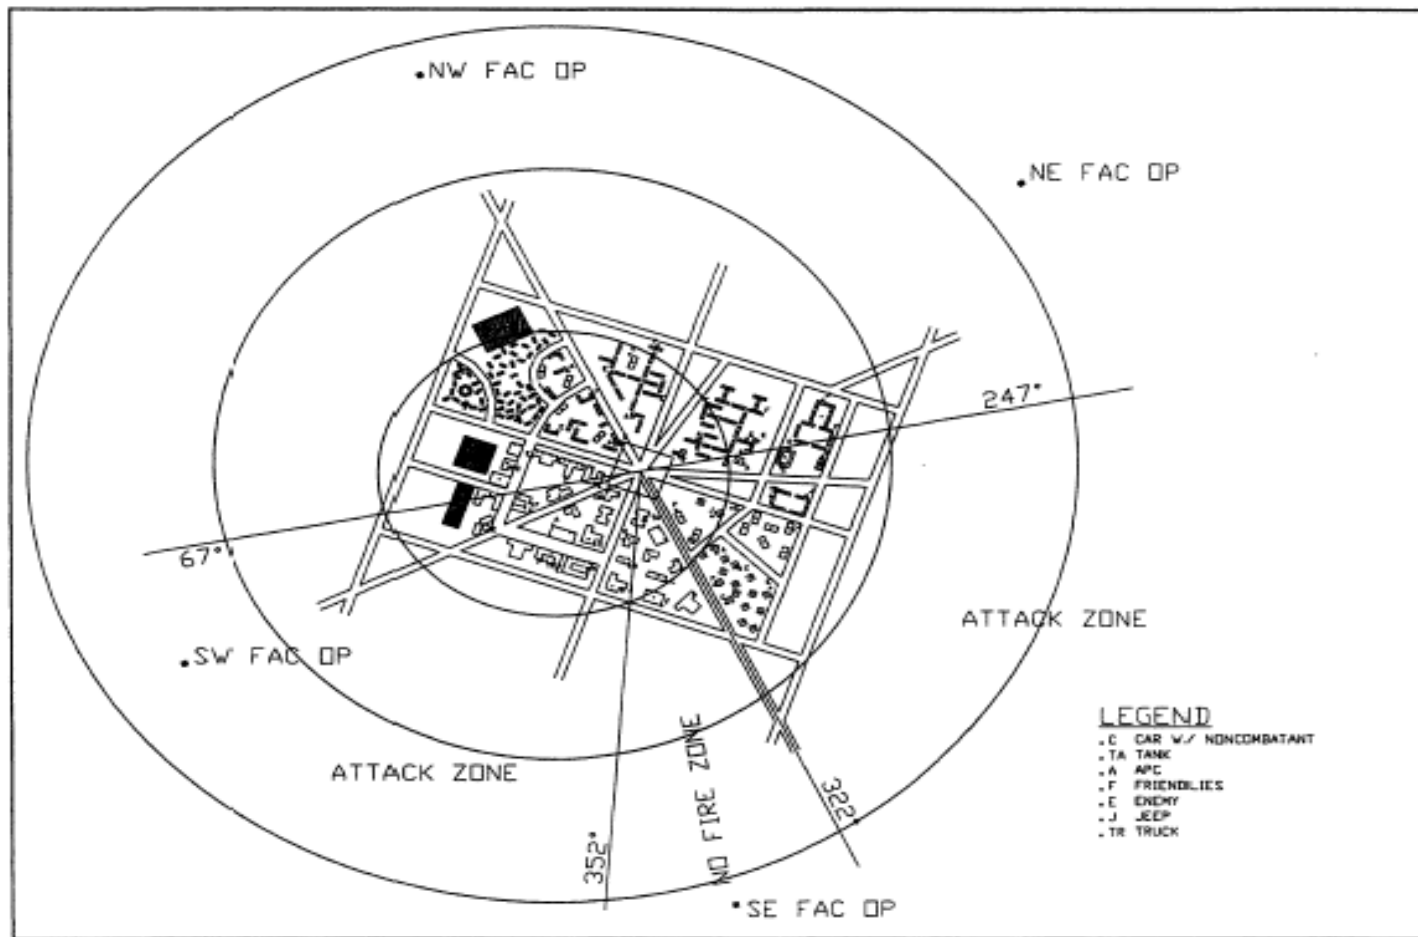 NW FAC OP
NE FAC OP
247°
67°
ATTACK ZONE
SW FAC OP
NO FIRE ZONE
ATTACK ZONE
322°
352°
SE FAC OP
LEGEND
.C CAR W/ NONCOMBATANT
.TA TANK
.A APC
.F FRIENDILIES
.E ENEMY
.J JEEP
.TR TRUCK